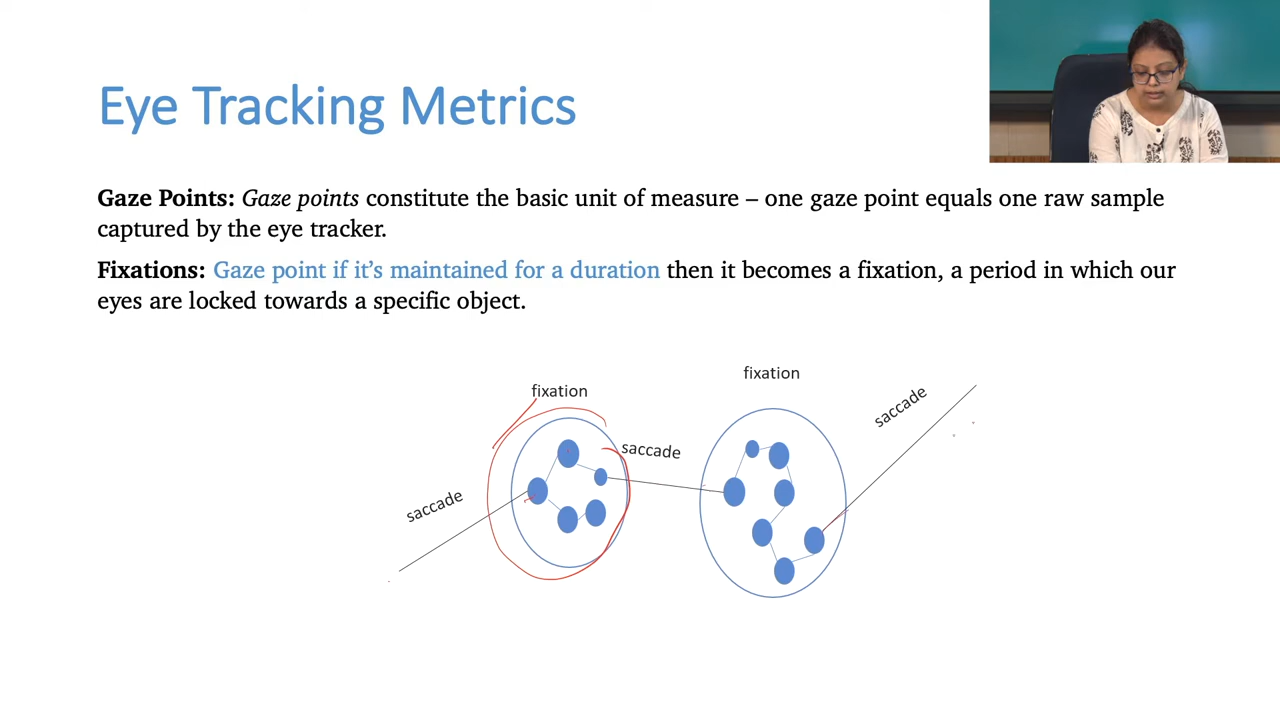 Eye Tracking Metrics
Gaze Points: Gaze points constitute the basic unit of measure – one gaze point equals one raw sample
captured by the eye tracker.
Fixations: Gaze point if it’s maintained for a duration then it becomes a fixation, a period in which our
eyes are locked towards a specific object.
fixation
fixation
saccade
saccade
saccade